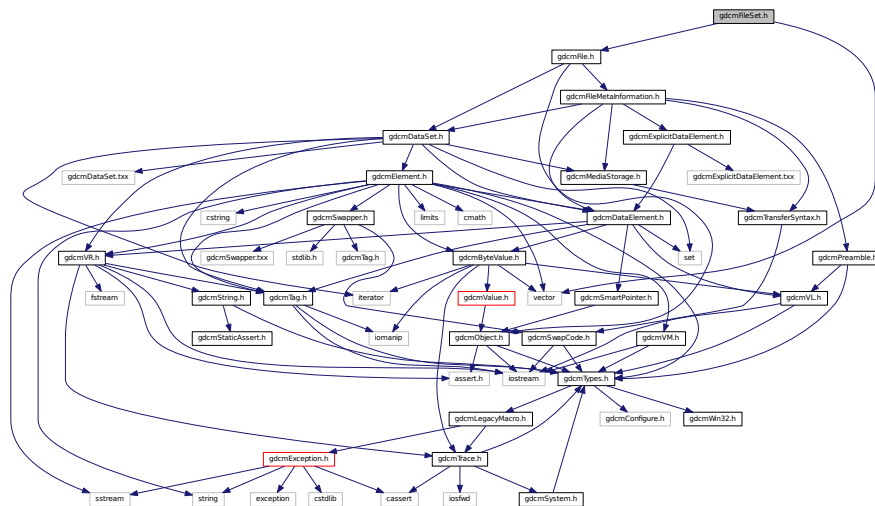 gdcmFileSet.h
gdcmFile.h
gdcmFileMetaInformation.h
gdcmDataSet.h
gdcmExplicitDataElement.h
gdcmDataSet.txx
gdcmElement.h
gdcmMediaStorage.h
gdcmExplicitDataElement.txx
cstring
gdcmSwapper.h
limits
cmath
gdcmDataElement.h
gdcmTransferSyntax.h
gdcmVR.h
gdcmSwapper.txx
stdlib.h
gdcmTag.h
gdcmByteValue.h
set
gdcmPreamble.h
fstream
gdcmString.h
gdcmTag.h
iterator
gdcmValue.h
vector
gdcmSmartPointer.h
gdcmVL.h
gdcmStaticAssert.h
iomanip
gdcmObject.h
gdcmSwapCode.h
gdcmVM.h
assert.h
iostream
gdcmTypes.h
gdcmLegacyMacro.h
gdcmConfigure.h
gdcmWin32.h
gdcmException.h
gdcmTrace.h
sstream
string
exception
cstdlib
cassert
iosfwd
gdcmSystem.h